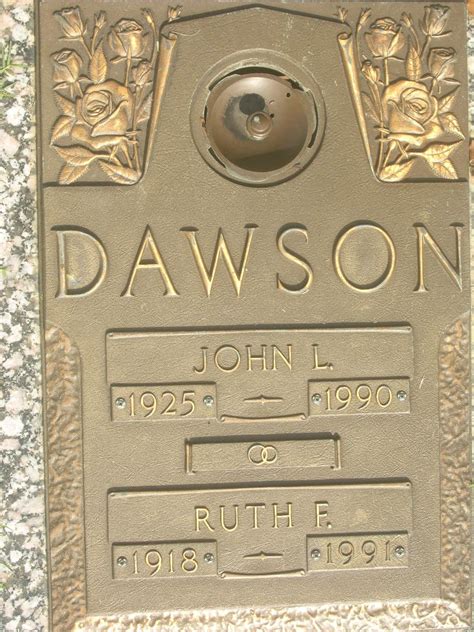 DAWSON
JOHN L.
1925 1990
RUTH F.
1918 1991